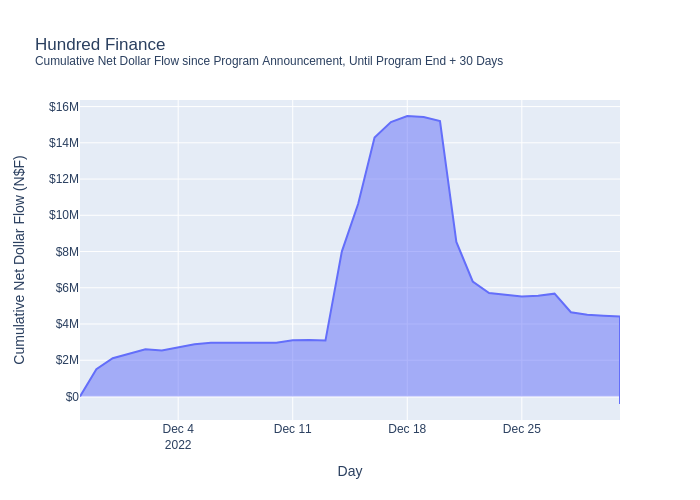 Hundred Finance
Cumulative Net Dollar Flow since Program Announcement, Until Program End + 30 Days
Cumulative Net Dollar Flow (N$F)
$16M
$14M
$12M
$10M
$8M
$6M
$4M
$2M
$0
Dec 4
2022
Dec 11
Dec 18
Dec 25
Day